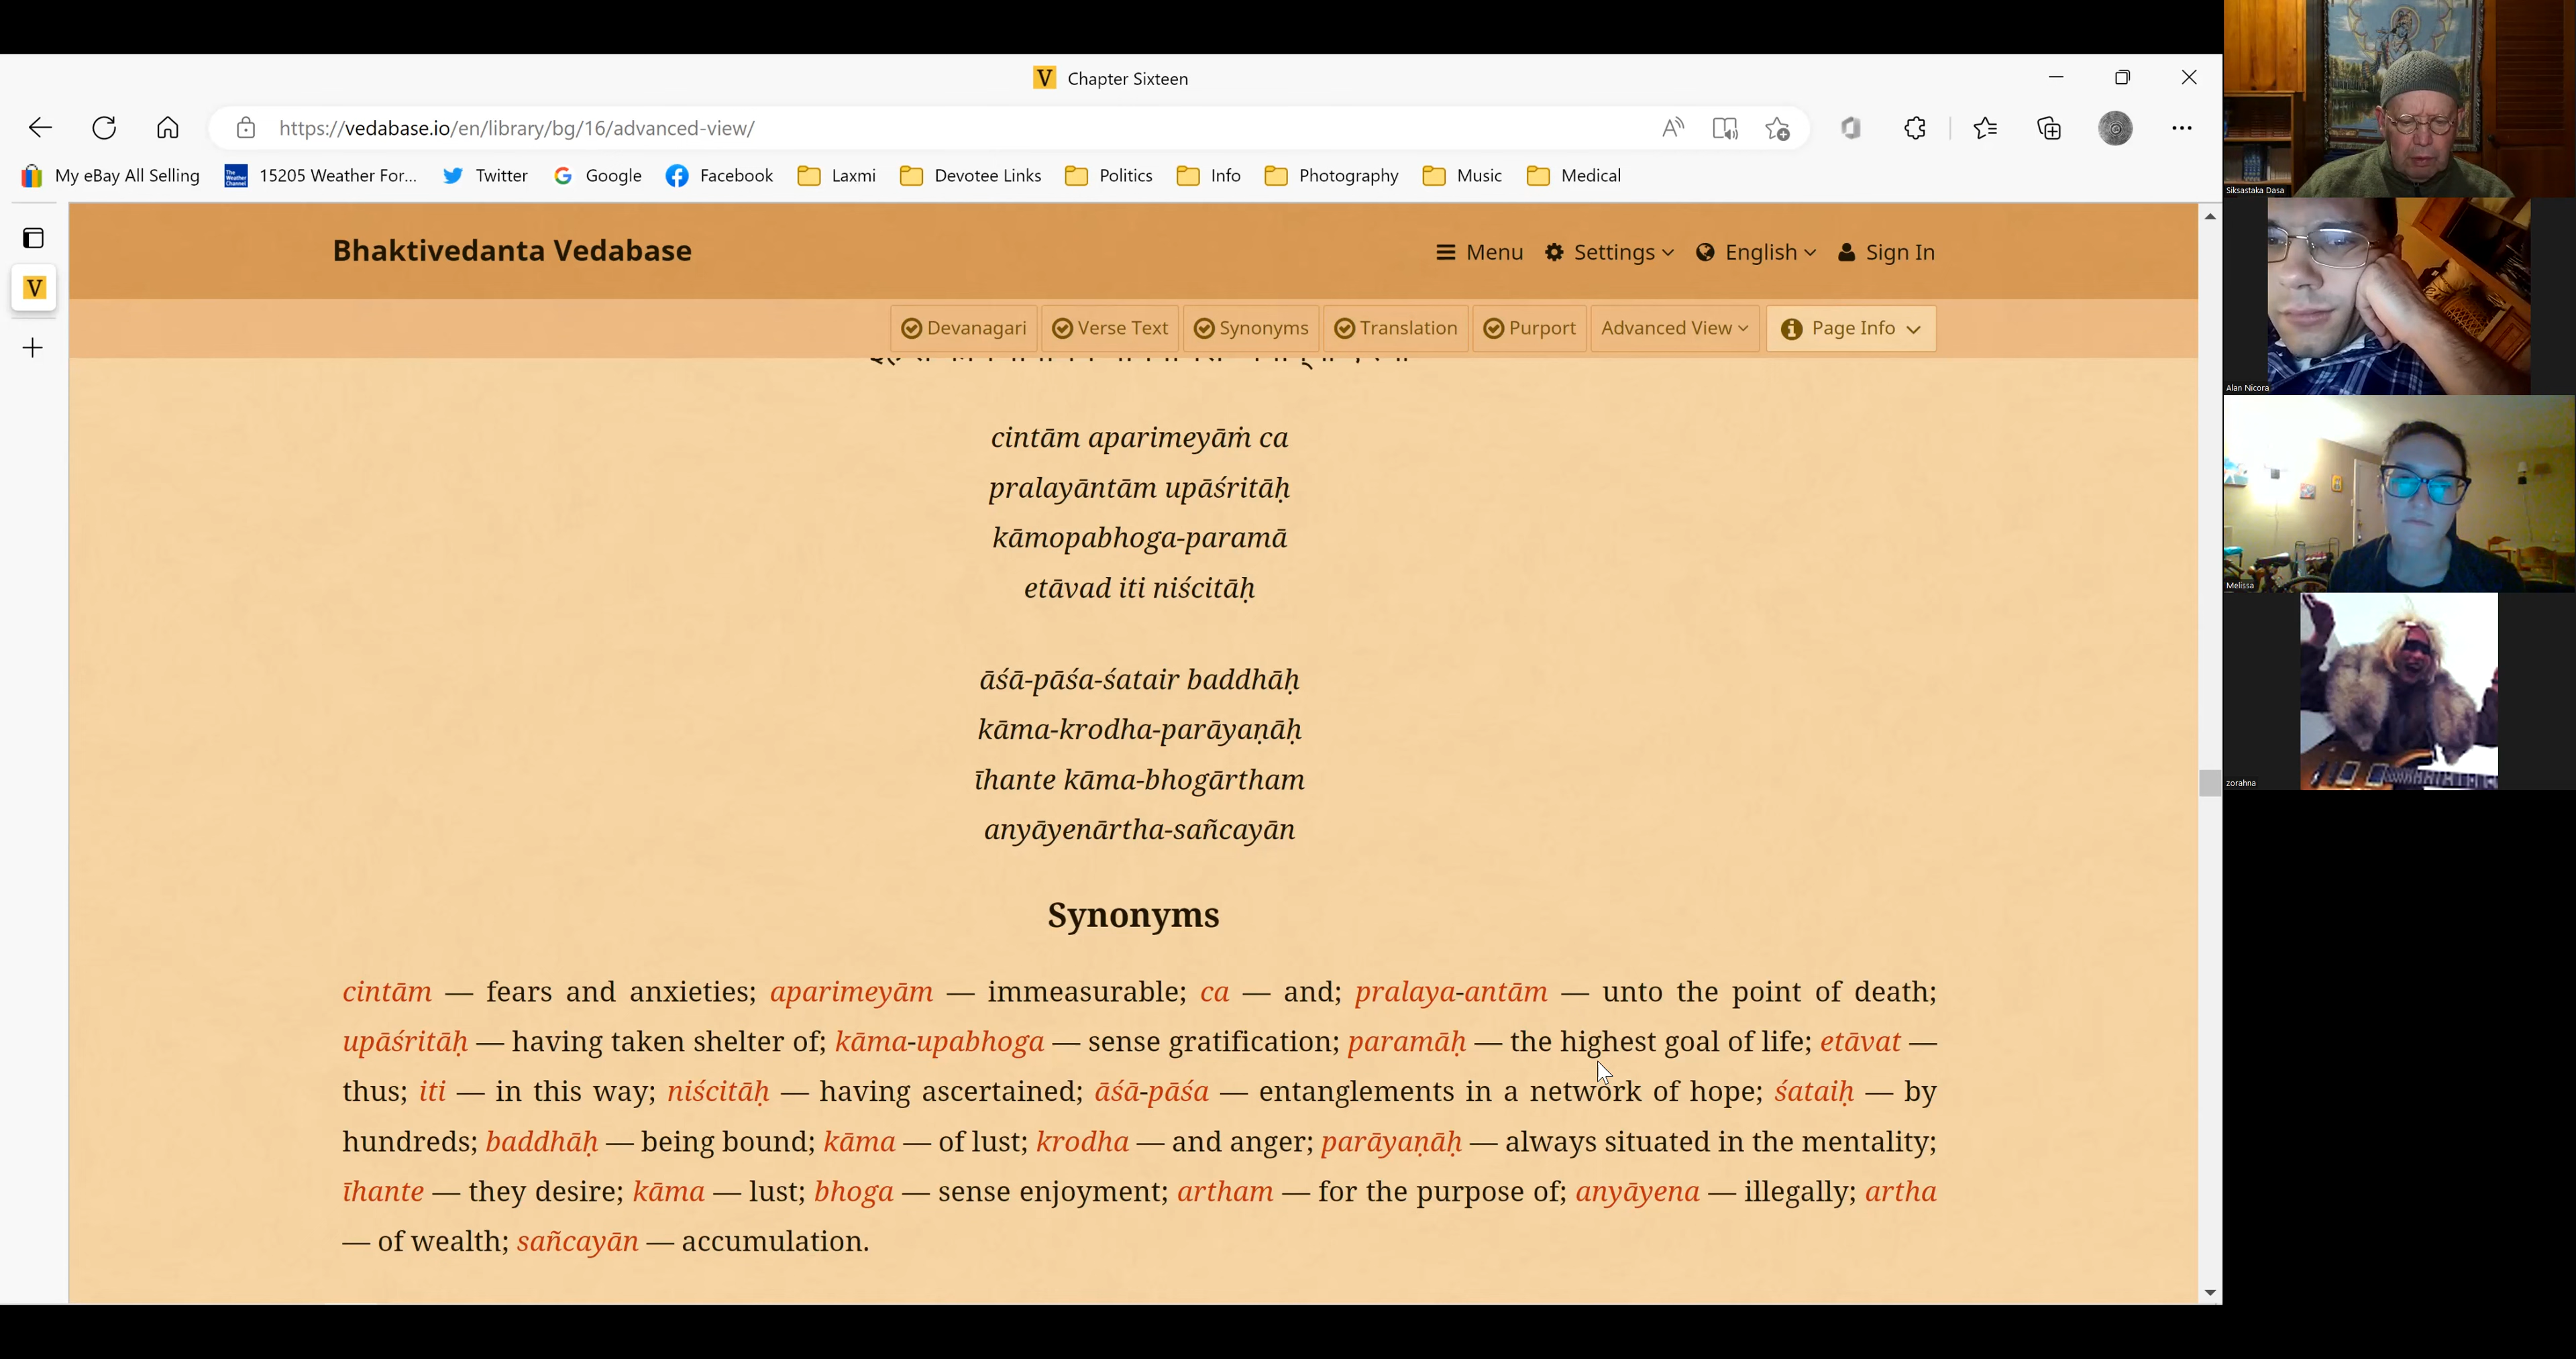 Chapter Sixteen
https://vedabase.io/en/library/bg/16/advanced-view/
My eBay All Selling
15205 Weather For...
Twitter
Google
Facebook
Laxmi
Devotee Links
Politics
Info
Photography
Music
Medical
Bhaktivedanta Vedabase
Menu Settings English Sign In
Devanagari Verse Text Synonyms Translation Purport Advanced View Page Info
cintām aparimeyāṁ ca
pralayāntām upāśritāḥ
kāmopabhoga-paramā
etāvad iti niścitāḥ
āśā-pāśa-śatair baddhāḥ
kāma-krodha-parāyaṇāḥ
īhante kāma-bhogārtham
anyāyenārtha-sañcayān
Synonyms
cintām — fears and anxieties; aparimeyām — immeasurable; ca — and; pralaya-antām — unto the point of death;
upāśritāḥ — having taken shelter of; kāma-upabhoga — sense gratification; paramāḥ — the highest goal of life; etāvat —
thus; iti — in this way; niścitāḥ — having ascertained; āśā-pāśa — entanglements in a network of hope; śataiḥ — by
hundreds; baddhāḥ — being bound; kāma — of lust; krodha — and anger; parāyaṇāḥ — always situated in the mentality;
īhante — they desire; kāma — lust; bhoga — sense enjoyment; artham — for the purpose of; anyāyena — illegally; artha
— of wealth; sañcayān — accumulation.
Siksastaka Dasa
Alan Nicora
Melissa
zorahna